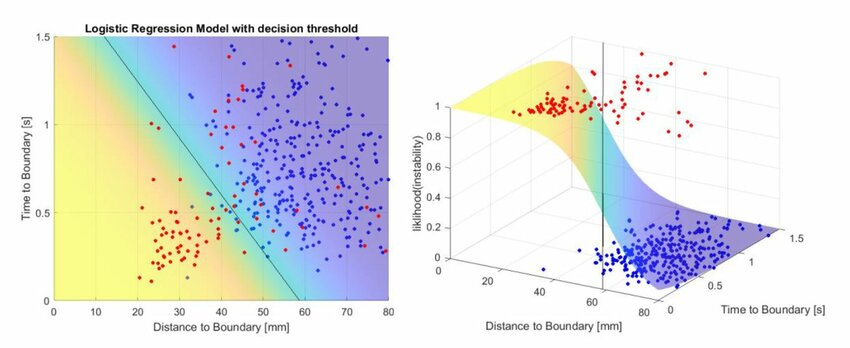 Logistic Regression Model with decision threshold
1.5
1
0.5
0
Time to Boundary [s]
0 10 20 30 40 50 60 70 80
Distance to Boundary [mm]
1
0.8
0.6
0.4
0.2
0
liklihood(instability)
0 20 40 60 80
Distance to Boundary [mm]
0 0.5 1 1.5
Time to Boundary [s]